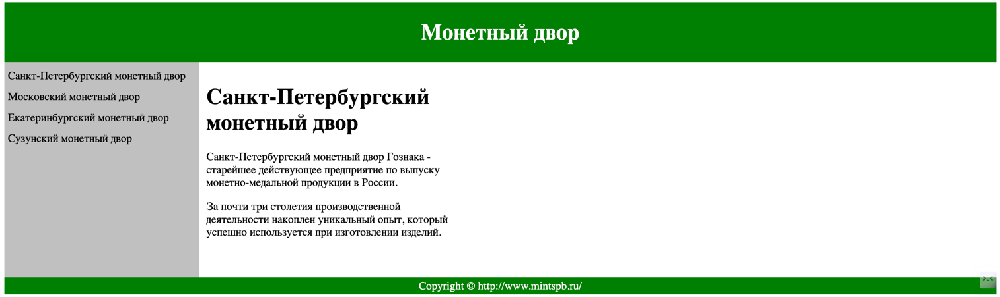 Монетный двор
Санкт-Петербургский монетный двор
Московский монетный двор
Екатеринбургский монетный двор
Сузунский монетный двор
Санкт-Петербургский
монетный двор
Санкт-Петербургский монетный двор Гознака -
старейшее действующее предприятие по выпуску
монетно-медальной продукции в России.
За почти три столетия производственной
деятельности накоплен уникальный опыт, который
успешно используется при изготовлении изделий.
Copyright © http://www.mintspb.ru/